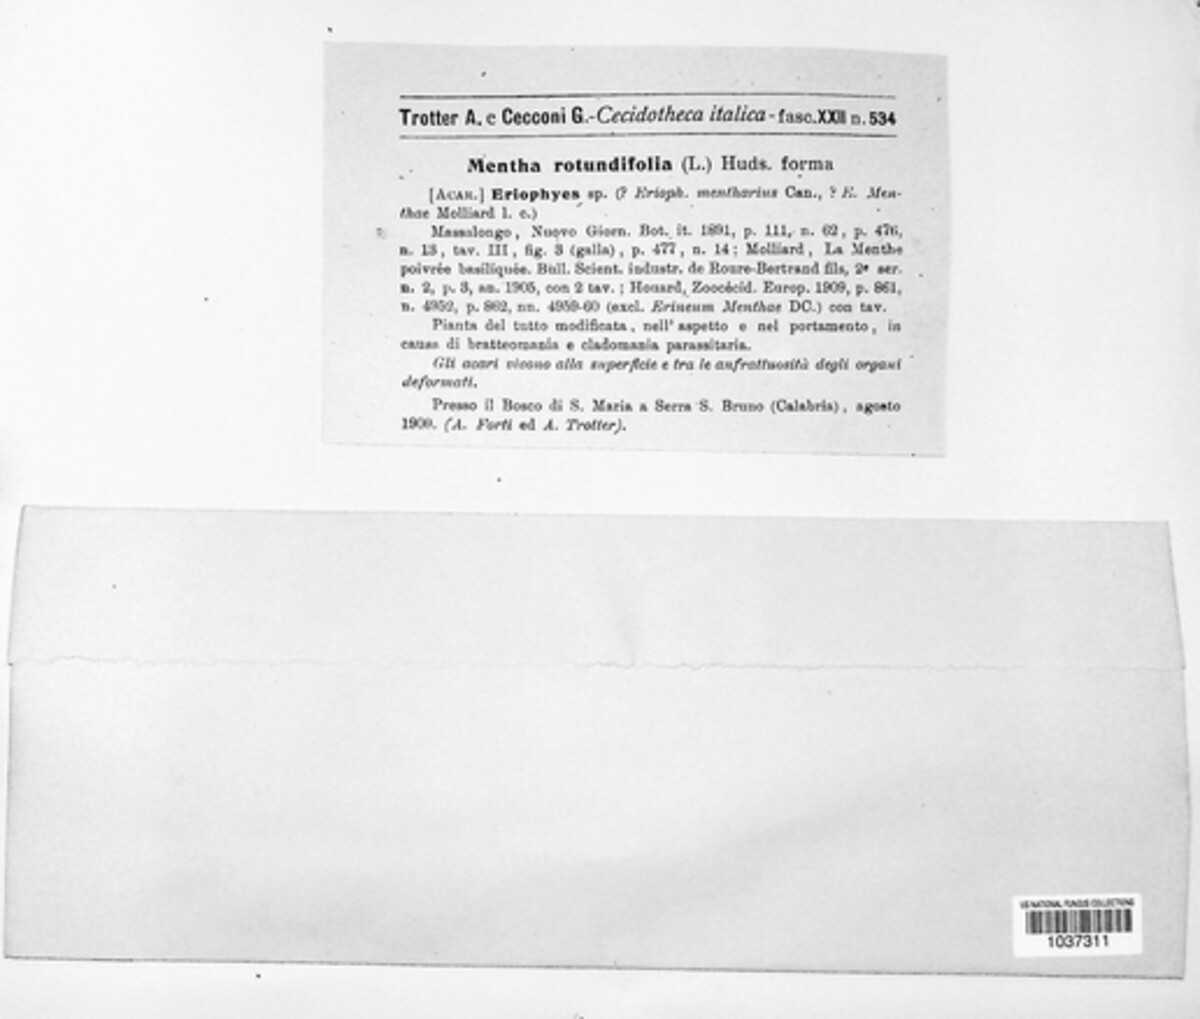 Trotter A. e Cecconi G.-Cecidotheca italica - fasc. XXII n. 534
Mentha rotundifolia (L.) Huds. forma
[Acar.] Eriophyes sp. (? Erioph. mentharius Can., ? E. Men-
thae Molliard l. c.)
Massalongo, Nuovo Giorn. Bot. it. 1891, p. 111, n. 62, p. 476,
n. 13, tav. III, fig. 3 (galla), p. 477, n. 14; Molliard, La Menthe
poivrée basiliquée. Bull. Scient. industr. de Roure-Bertrand fils, 2e ser.
n. 2, p. 3, an. 1905, con 2 tav.; Houard, Zoocécid. Europ. 1909, p. 861,
n. 4952, p. 862, nn. 4959-60 (excl. Erineum Menthae DC.) con tav.
Pianta del tutto modificata, nell' aspetto e nel portamento, in
causa di bratteomania e cladomania parassitaria.
Gli acari vivono alla superficie e tra le anfrattuosità degli organi
deformati.
Presso il Bosco di S. Maria a Serra S. Bruno (Calabria), agosto
1909. (A. Forti ed A. Trotter).
US NATIONAL FUNGUS COLLECTIONS
1037311